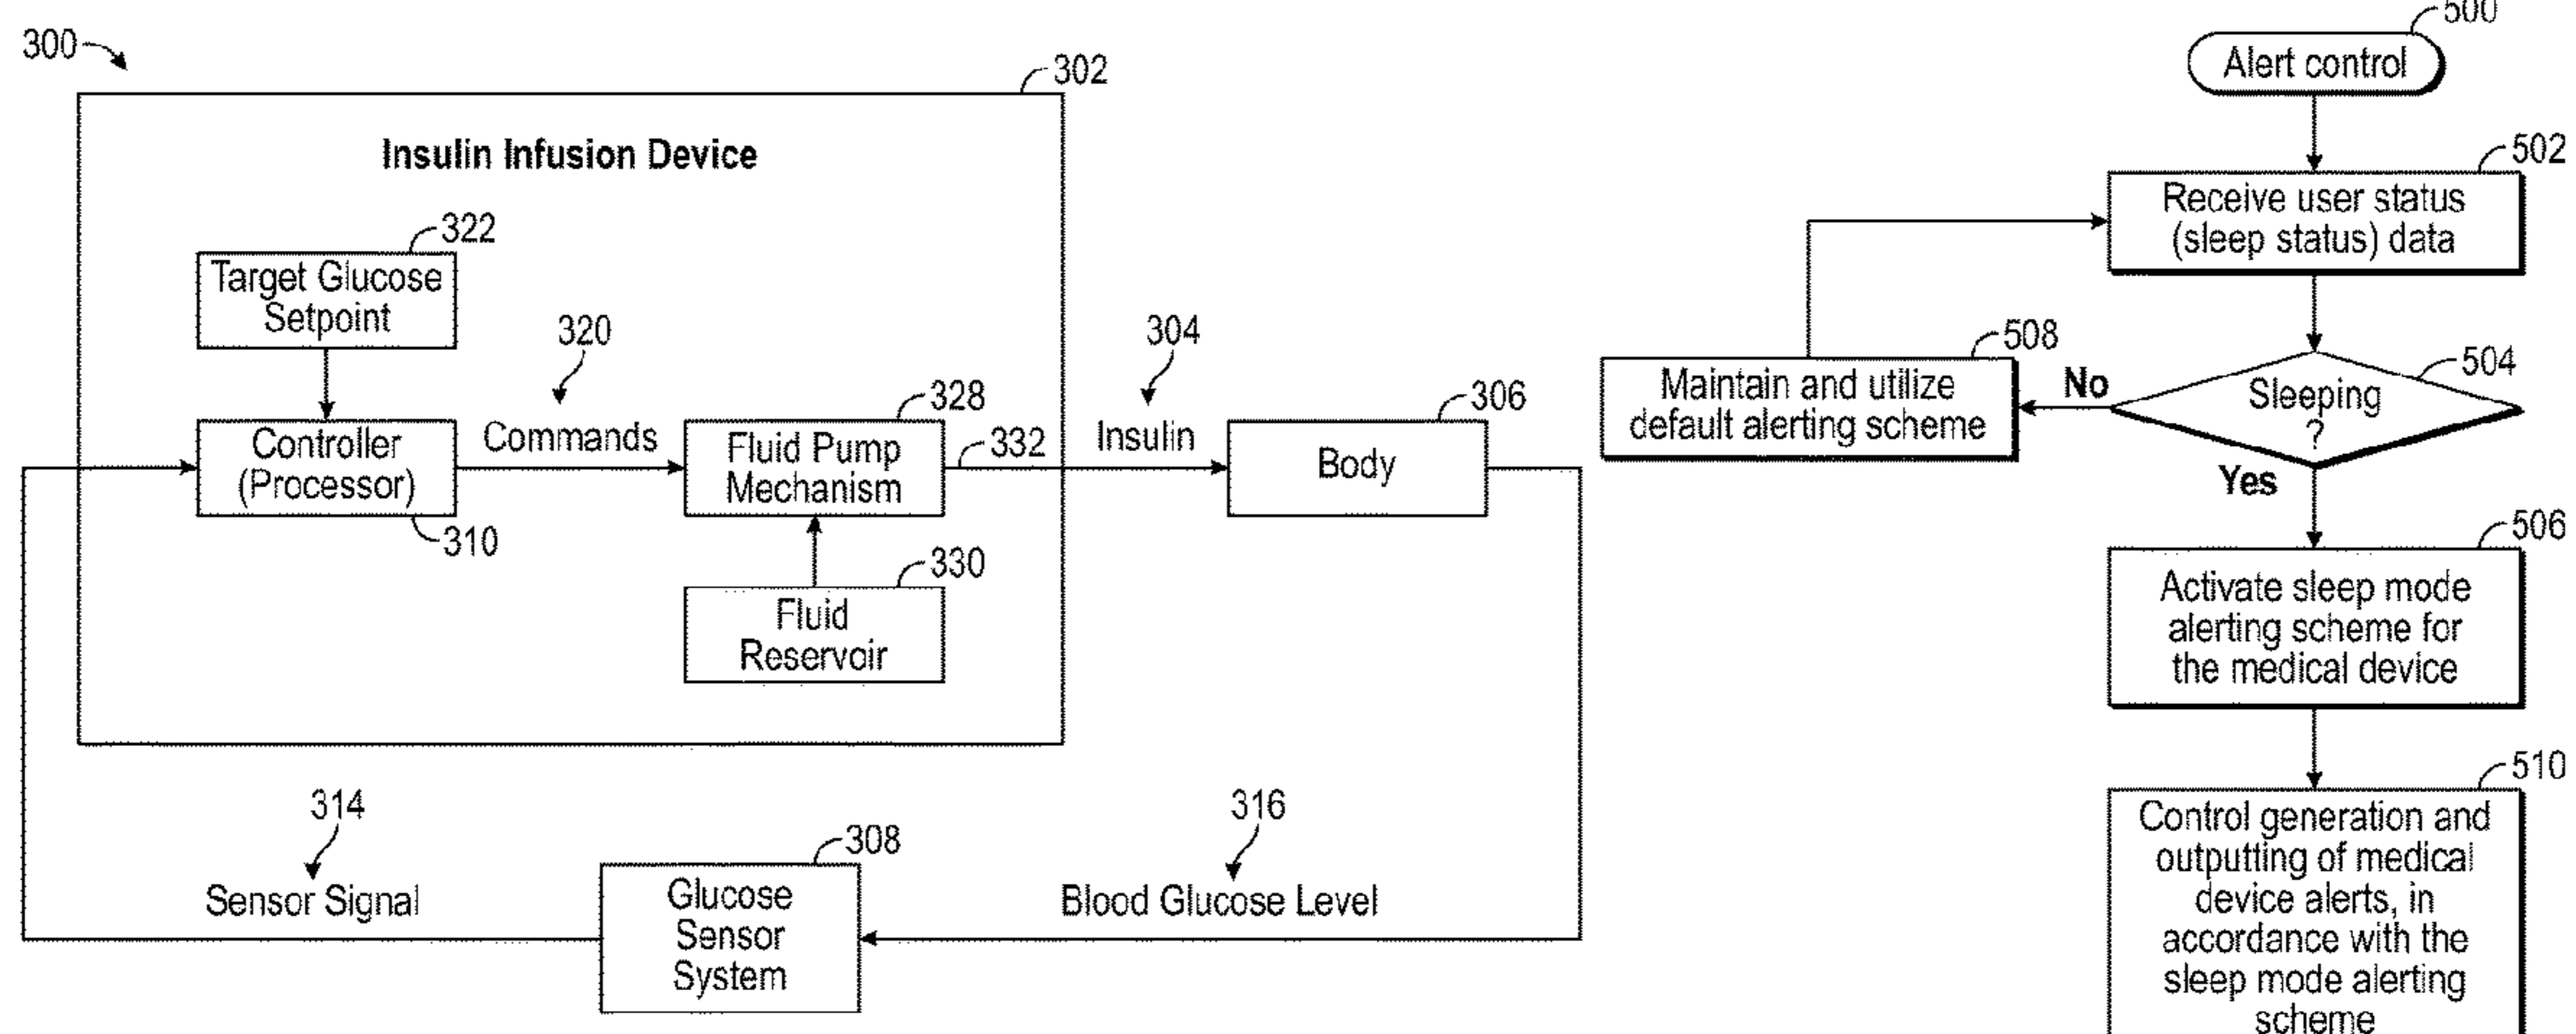 300
302
Insulin Infusion Device
322
Target Glucose
Setpoint
320
Commands
Controller
(Processor)
310
328
Fluid Pump
Mechanism
332
330
Fluid
Reservoir
304
Insulin
306
Body
314
Sensor Signal
308
Glucose
Sensor
System
316
Blood Glucose Level
500
Alert control
502
Receive user status
(sleep status) data
504
Sleeping
?
No
508
Maintain and utilize
default alerting scheme
Yes
506
Activate sleep mode
alerting scheme for
the medical device
510
Control generation and
outputting of medical
device alerts, in
accordance with the
sleep mode alerting
scheme